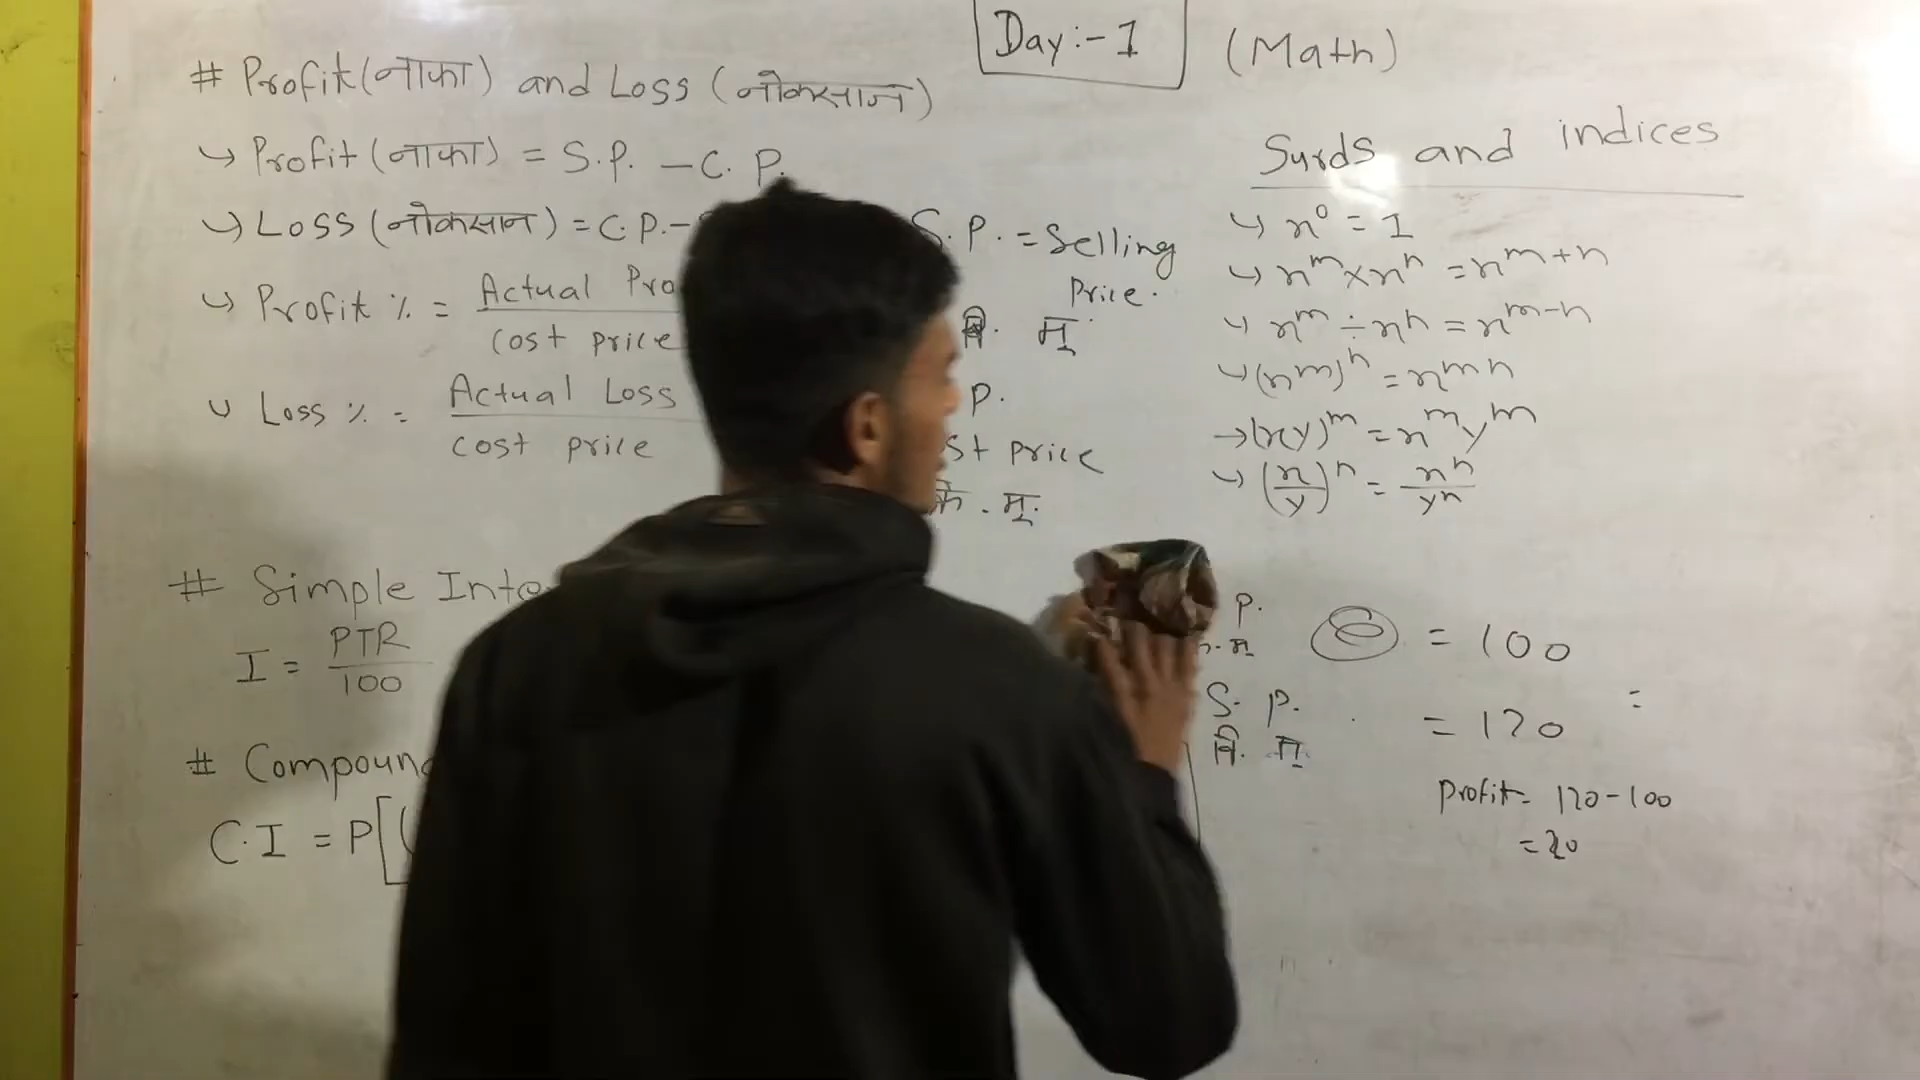 Day:- 1 (Math)
# Profit(नाफा) and Loss (नोक्सान)
↳ Profit (नाफा) = S.P. - C. P.
↳ Loss (नोक्सान) = C.P.-
↳ Profit % = Actual Pro
cost price
↳ Loss % = Actual Loss
cost price
S. P. = Selling
Price.
वि. मू.
P.
st price
क्र. मू.
# Simple Inte
I = PTR
100
# Compoun
C.I = P[(
Surds and indices
↳ x⁰ = 1
↳ xᵐ × xⁿ = xᵐ⁺ⁿ
↳ xᵐ ÷ xⁿ = xᵐ⁻ⁿ
↳ (xᵐ)ⁿ = xᵐⁿ
→ (xy)ᵐ = xᵐyᵐ
↳ (x/y)ⁿ = xⁿ/yⁿ
P. = 100
S. P. = 120 =
वि. मू.
Profit = 120-100
= 20